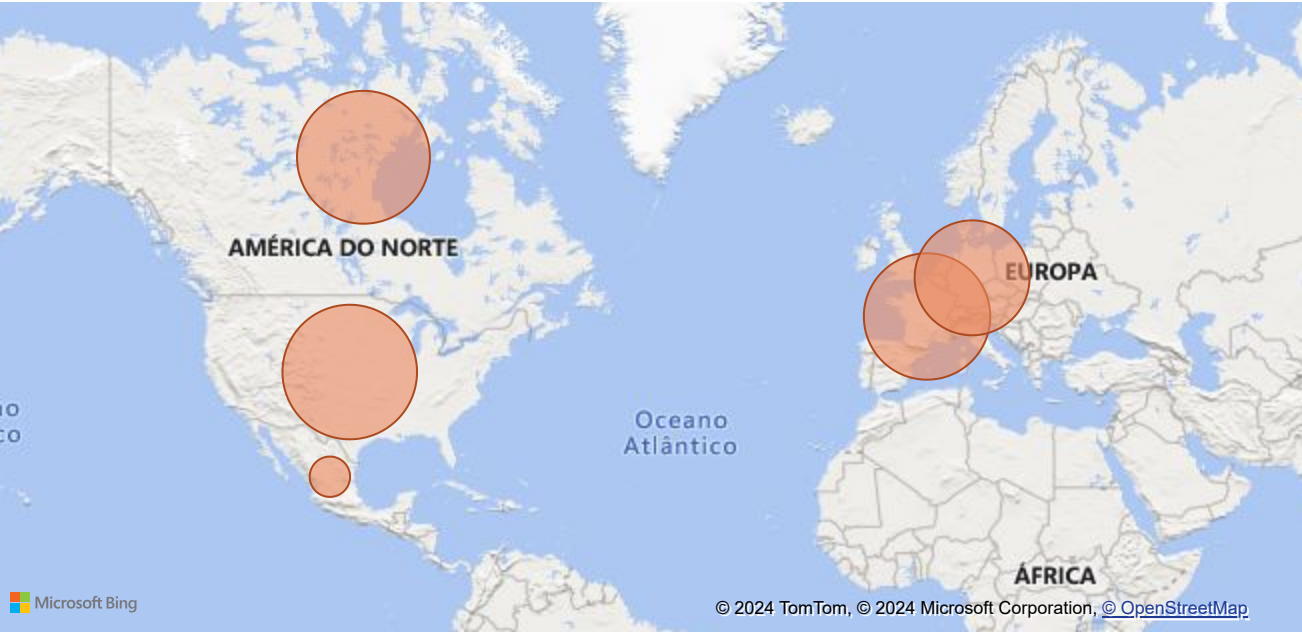 AMÉRICA DO NORTE
EUROPA
Oceano
Atlântico
ÁFRICA
Microsoft Bing
© 2024 TomTom, © 2024 Microsoft Corporation, © OpenStreetMap